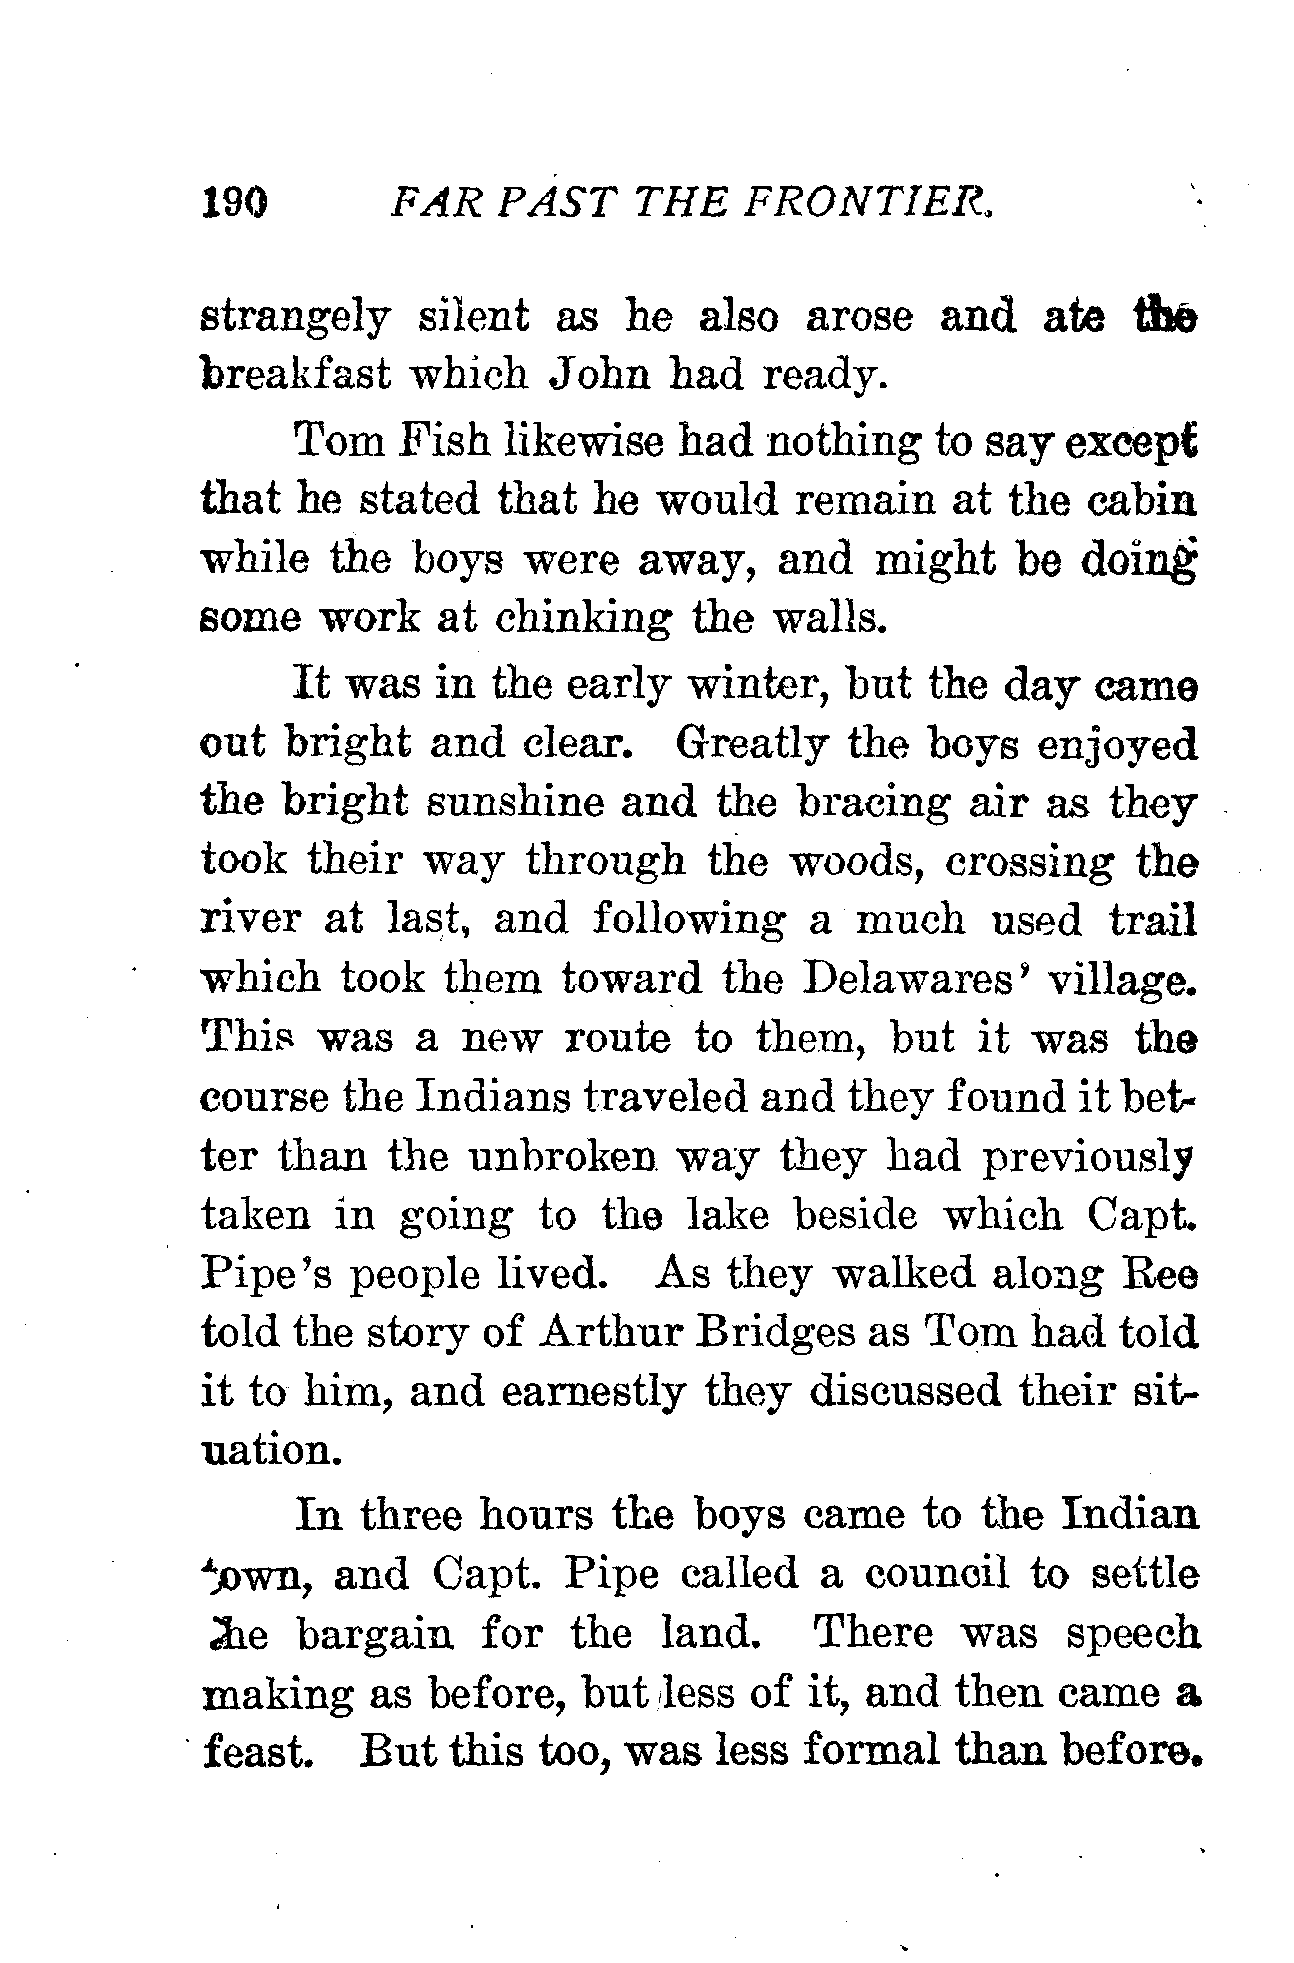 190 FAR PAST THE FRONTIER.
strangely silent as he also arose and ate the
breakfast which John had ready.
Tom Fish likewise had nothing to say except
that he stated that he would remain at the cabin
while the boys were away, and might be doing
some work at chinking the walls.
It was in the early winter, but the day came
out bright and clear. Greatly the boys enjoyed
the bright sunshine and the bracing air as they
took their way through the woods, crossing the
river at last, and following a much used trail
which took them toward the Delawares' village.
This was a new route to them, but it was the
course the Indians traveled and they found it bet-
ter than the unbroken way they had previously
taken in going to the lake beside which Capt.
Pipe's people lived. As they walked along Ree
told the story of Arthur Bridges as Tom had told
it to him, and earnestly they discussed their sit-
uation.
In three hours the boys came to the Indian
town, and Capt. Pipe called a council to settle
the bargain for the land. There was speech
making as before, but less of it, and then came a
feast. But this too, was less formal than before.